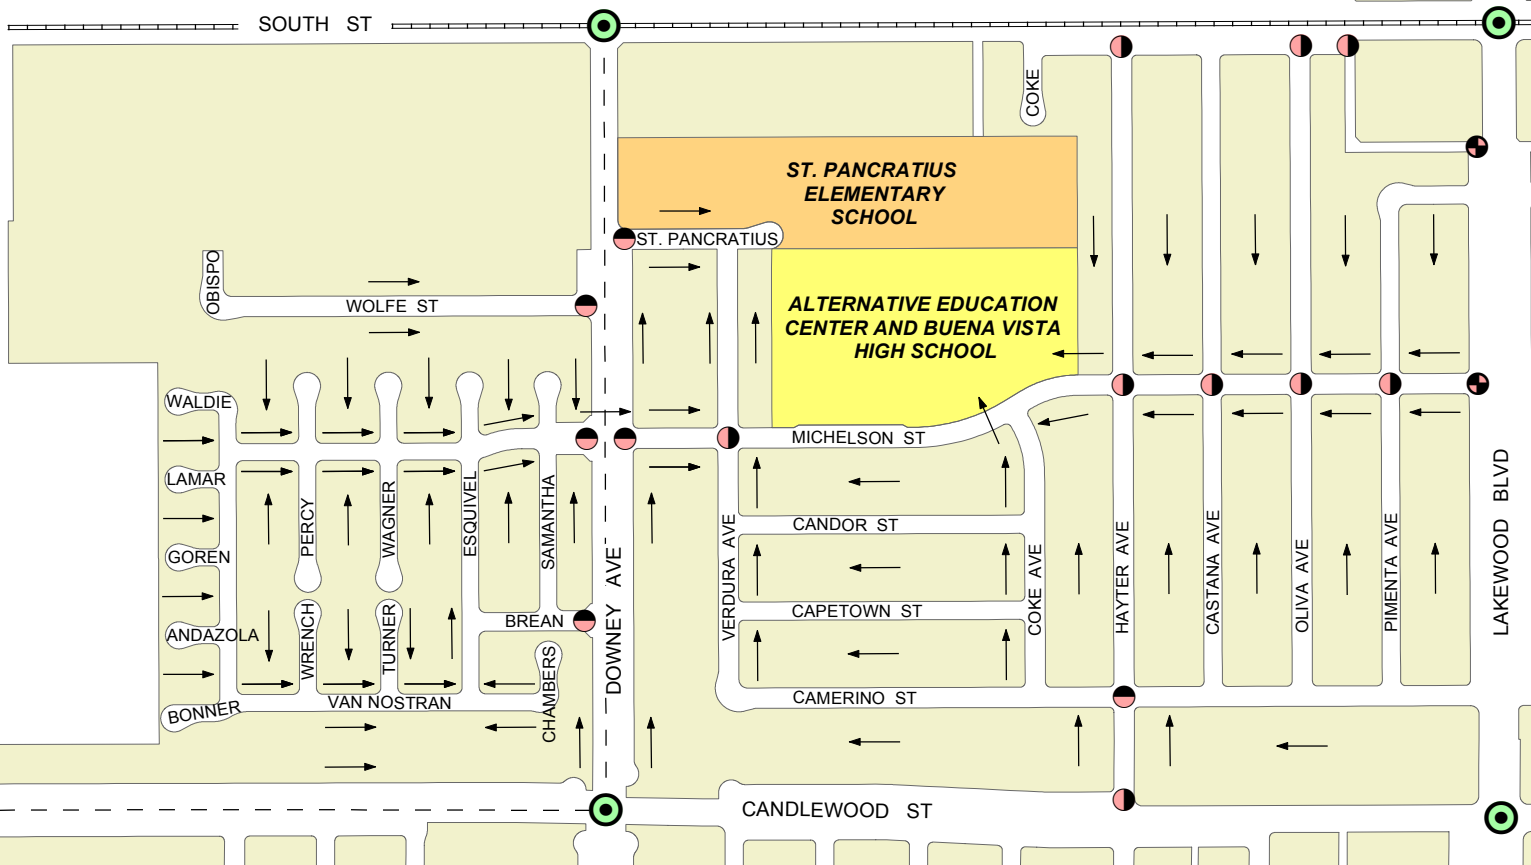 SOUTH ST
COKE
ST. PANCRATIUS
ELEMENTARY
SCHOOL
ST. PANCRATIUS
OBISPO
WOLFE ST
ALTERNATIVE EDUCATION
CENTER AND BUENA VISTA
HIGH SCHOOL
WALDIE
MICHELSON ST
LAMAR
PERCY
WAGNER
ESQUIVEL
SAMANTHA
GOREN
CANDOR ST
DOWNEY AVE
VERDURA AVE
COKE AVE
HAYTER AVE
CASTANA AVE
OLIVA AVE
PIMENTA AVE
LAKEWOOD BLVD
ANDAZOLA
WRENCH
TURNER
BREAN
CAPETOWN ST
CHAMBERS
BONNER
VAN NOSTRAN
CAMERINO ST
CANDLEWOOD ST